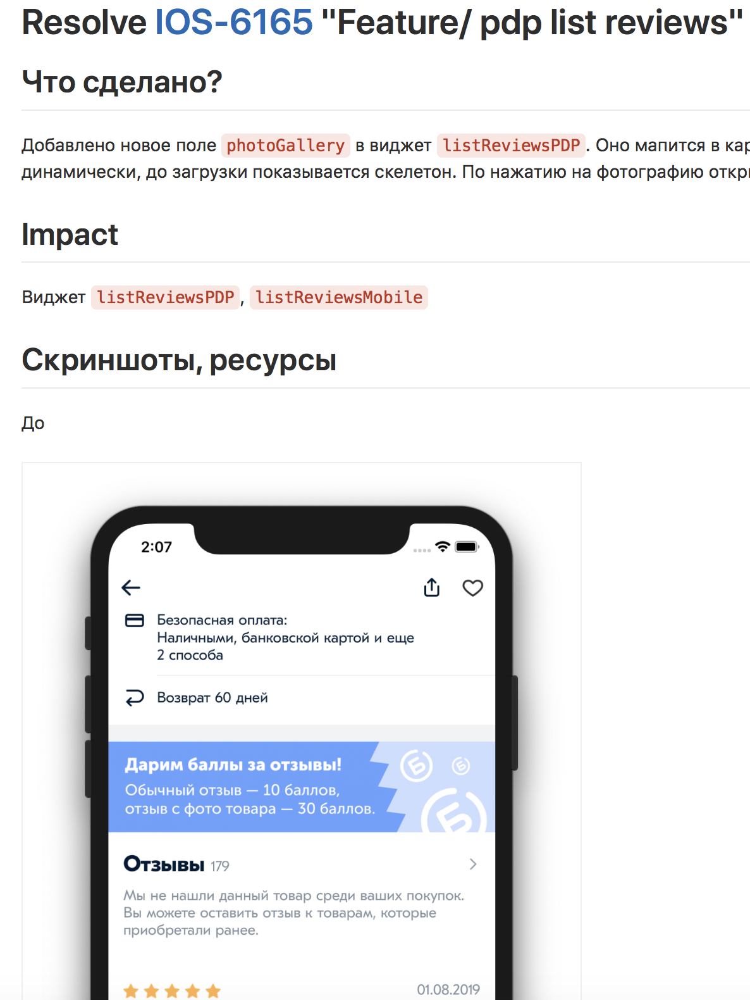 Resolve IOS-6165 "Feature/ pdp list reviews"
Что сделано?
Добавлено новое поле photoGallery в виджет listReviewsPDP. Оно мапится в
динамически, до загрузки показывается скелетон. По нажатию на фотографию
Impact
Виджет listReviewsPDP, listReviewsMobile
Скриншоты, ресурсы
До
2:07
Безопасная оплата:
Наличными, банковской картой и еще
2 способа
Возврат 60 дней
Дарим баллы за отзывы!
Обычный отзыв — 10 баллов,
отзыв с фото товара — 30 баллов.
Отзывы 179
Мы не нашли данный товар среди ваших покупок.
Вы можете оставить отзыв к товарам, которые
приобретали ранее.
01.08.2019